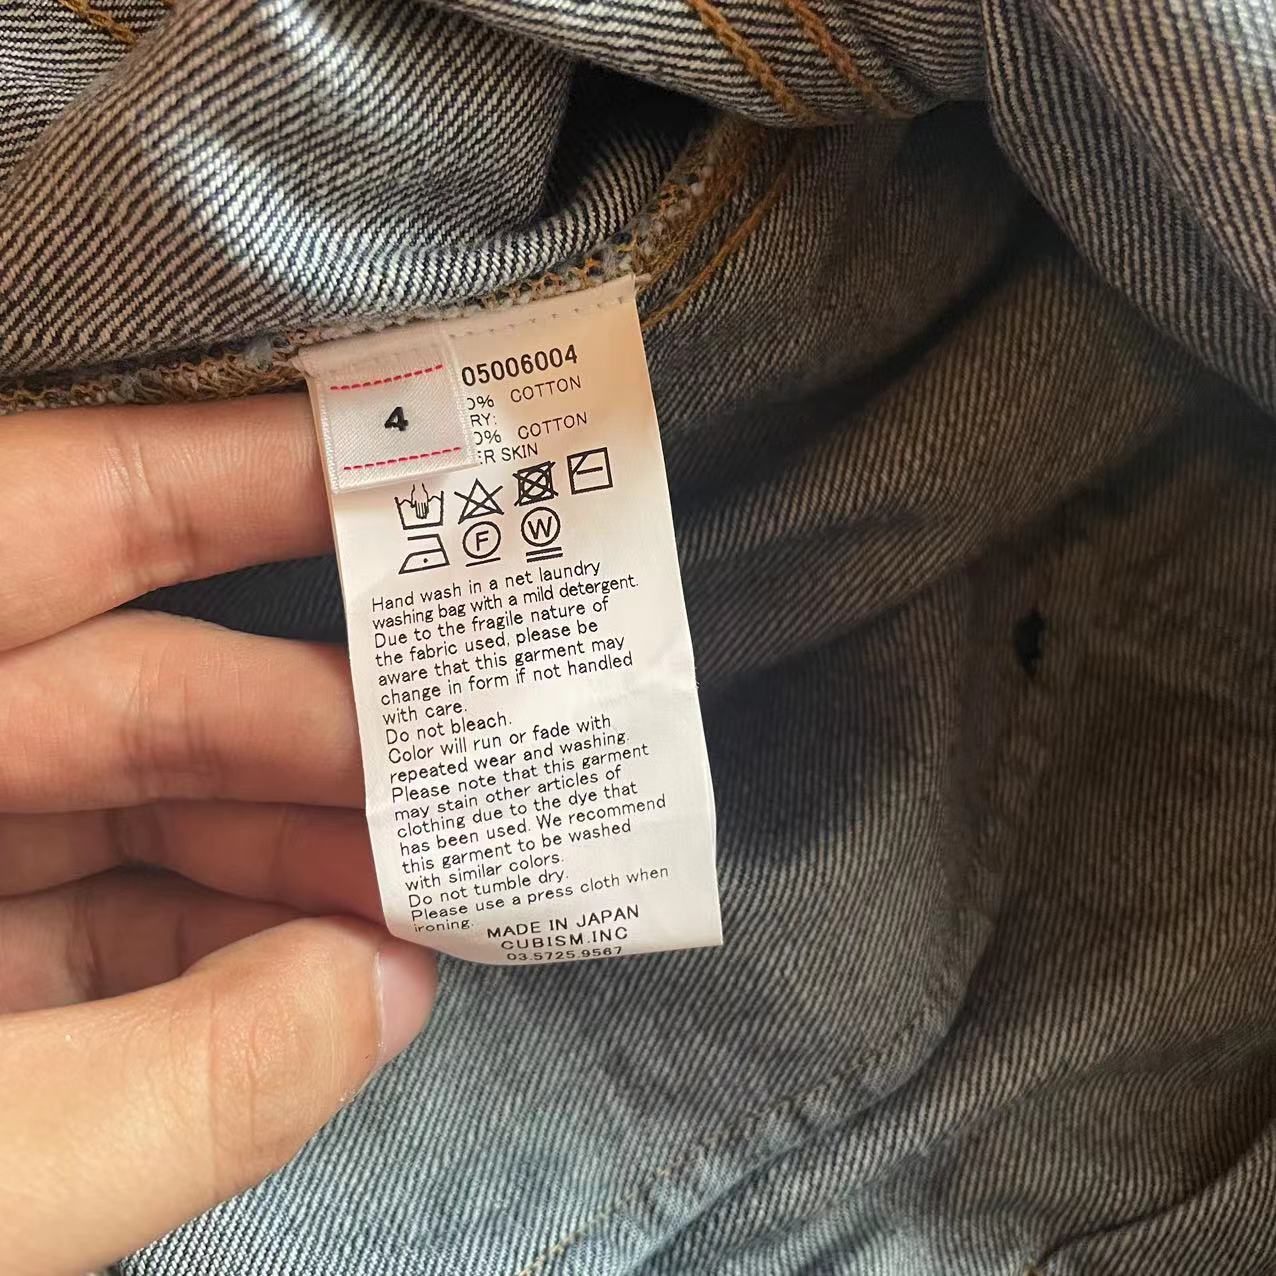 4
05006004
0% COTTON
RY:
0% COTTON
ER SKIN
F
W
Hand wash in a net laundry
washing bag with a mild detergent.
Due to the fragile nature of
the fabric used, please be
aware that this garment may
change in form if not handled
with care.
Do not bleach.
Color will run or fade with
repeated wear and washing.
Please note that this garment
may stain other articles of
clothing due to the dye that
has been used. We recommend
this garment to be washed
with similar colors.
Do not tumble dry.
Please use a press cloth when
ironing.
MADE IN JAPAN
CUBISM.INC
03.5725.9567